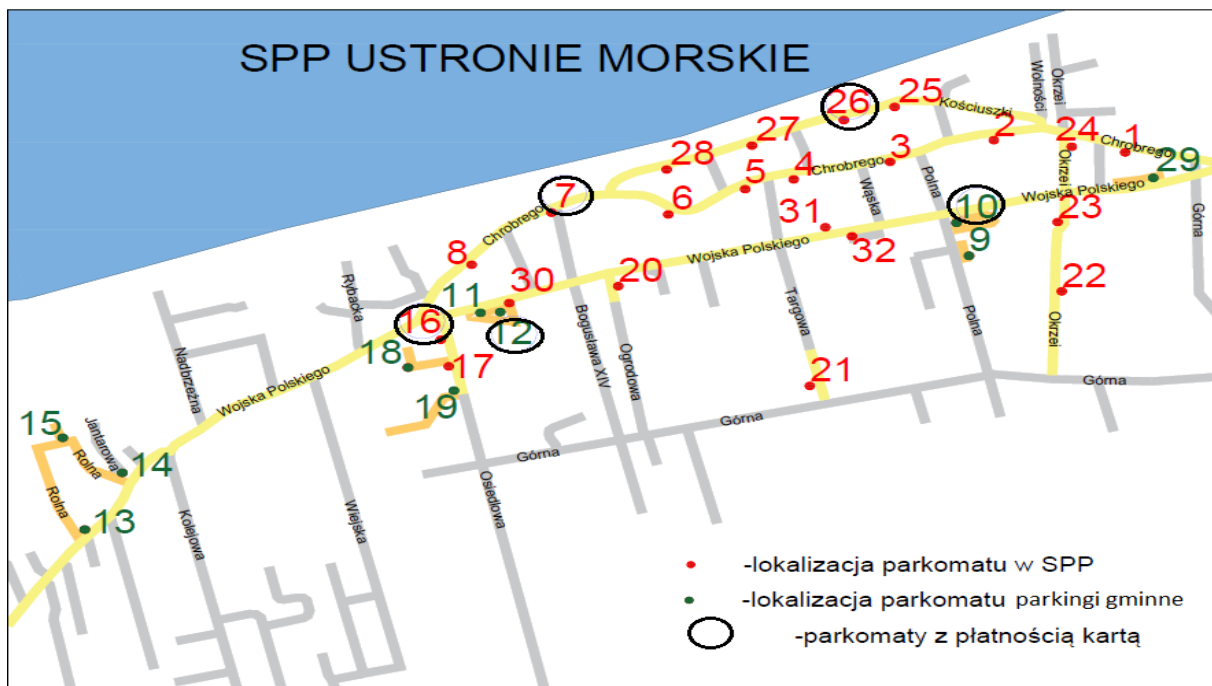 SPP USTRONIE MORSKIE
26
25
Kościuszki
Wolności
Okrzei
27
2
24
1
Chrobrego
28
5
4
Chrobrego
3
Polna
Okrzei
29
7
6
Wąska
Wojska Polskiego
10
Chrobrego
31
23
Górna
8
Wojska Polskiego
32
9
Rybacka
11
30
20
22
16
12
Bogusława XIV
Targowa
Polna
Okrzei
18
17
Ogrodowa
Nadbrzeżna
Wojska Polskiego
19
21
Górna
Górna
15
Jantarowa
Rolna
14
Górna
Rolna
13
Kolejowa
Wiejska
Osiedlowa
-lokalizacja parkomatu w SPP
-lokalizacja parkomatu parkingi gminne
-parkomaty z płatnością kartą